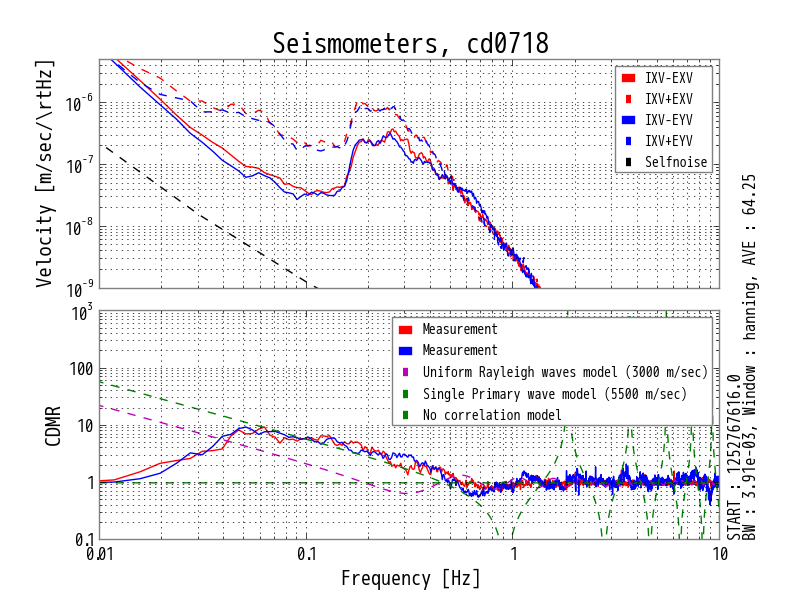 Seismometers, cd0718
Velocity [m/sec/\rtHz]
10^-6
10^-7
10^-8
10^-9
IXV-EXV
IXV+EXV
IXV-EYV
IXV+EYV
Selfnoise
CDMR
10^3
100
10
1
0.1
Measurement
Measurement
Uniform Rayleigh waves model (3000 m/sec)
Single Primary wave model (5500 m/sec)
No correlation model
0.01
0.1
1
10
Frequency [Hz]
START : 1252767616.0
BW : 3.91e-03, Window : hanning, AVE : 64.25